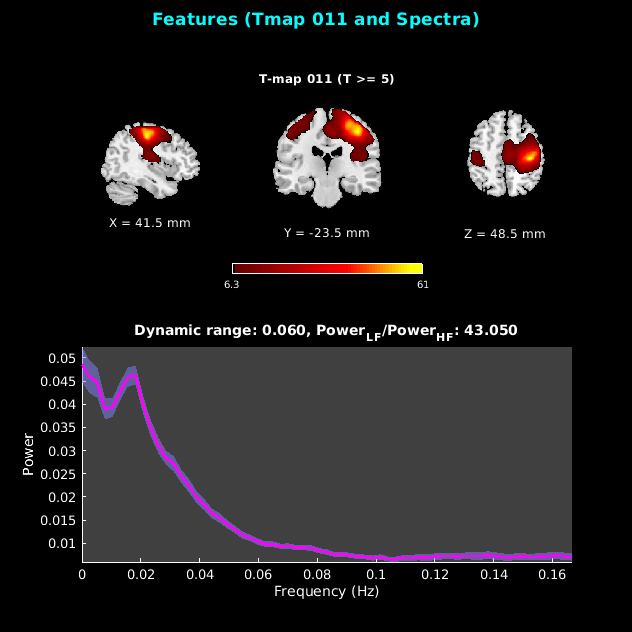 Features (Tmap 011 and Spectra)
T-map 011 (T >= 5)
X = 41.5 mm
Y = -23.5 mm
Z = 48.5 mm
6.3
61
Dynamic range: 0.060, Power_LF/Power_HF: 43.050
0.05
0.045
0.04
0.035
0.03
0.025
0.02
0.015
0.01
Power
0 0.02 0.04 0.06 0.08 0.1 0.12 0.14 0.16
Frequency (Hz)